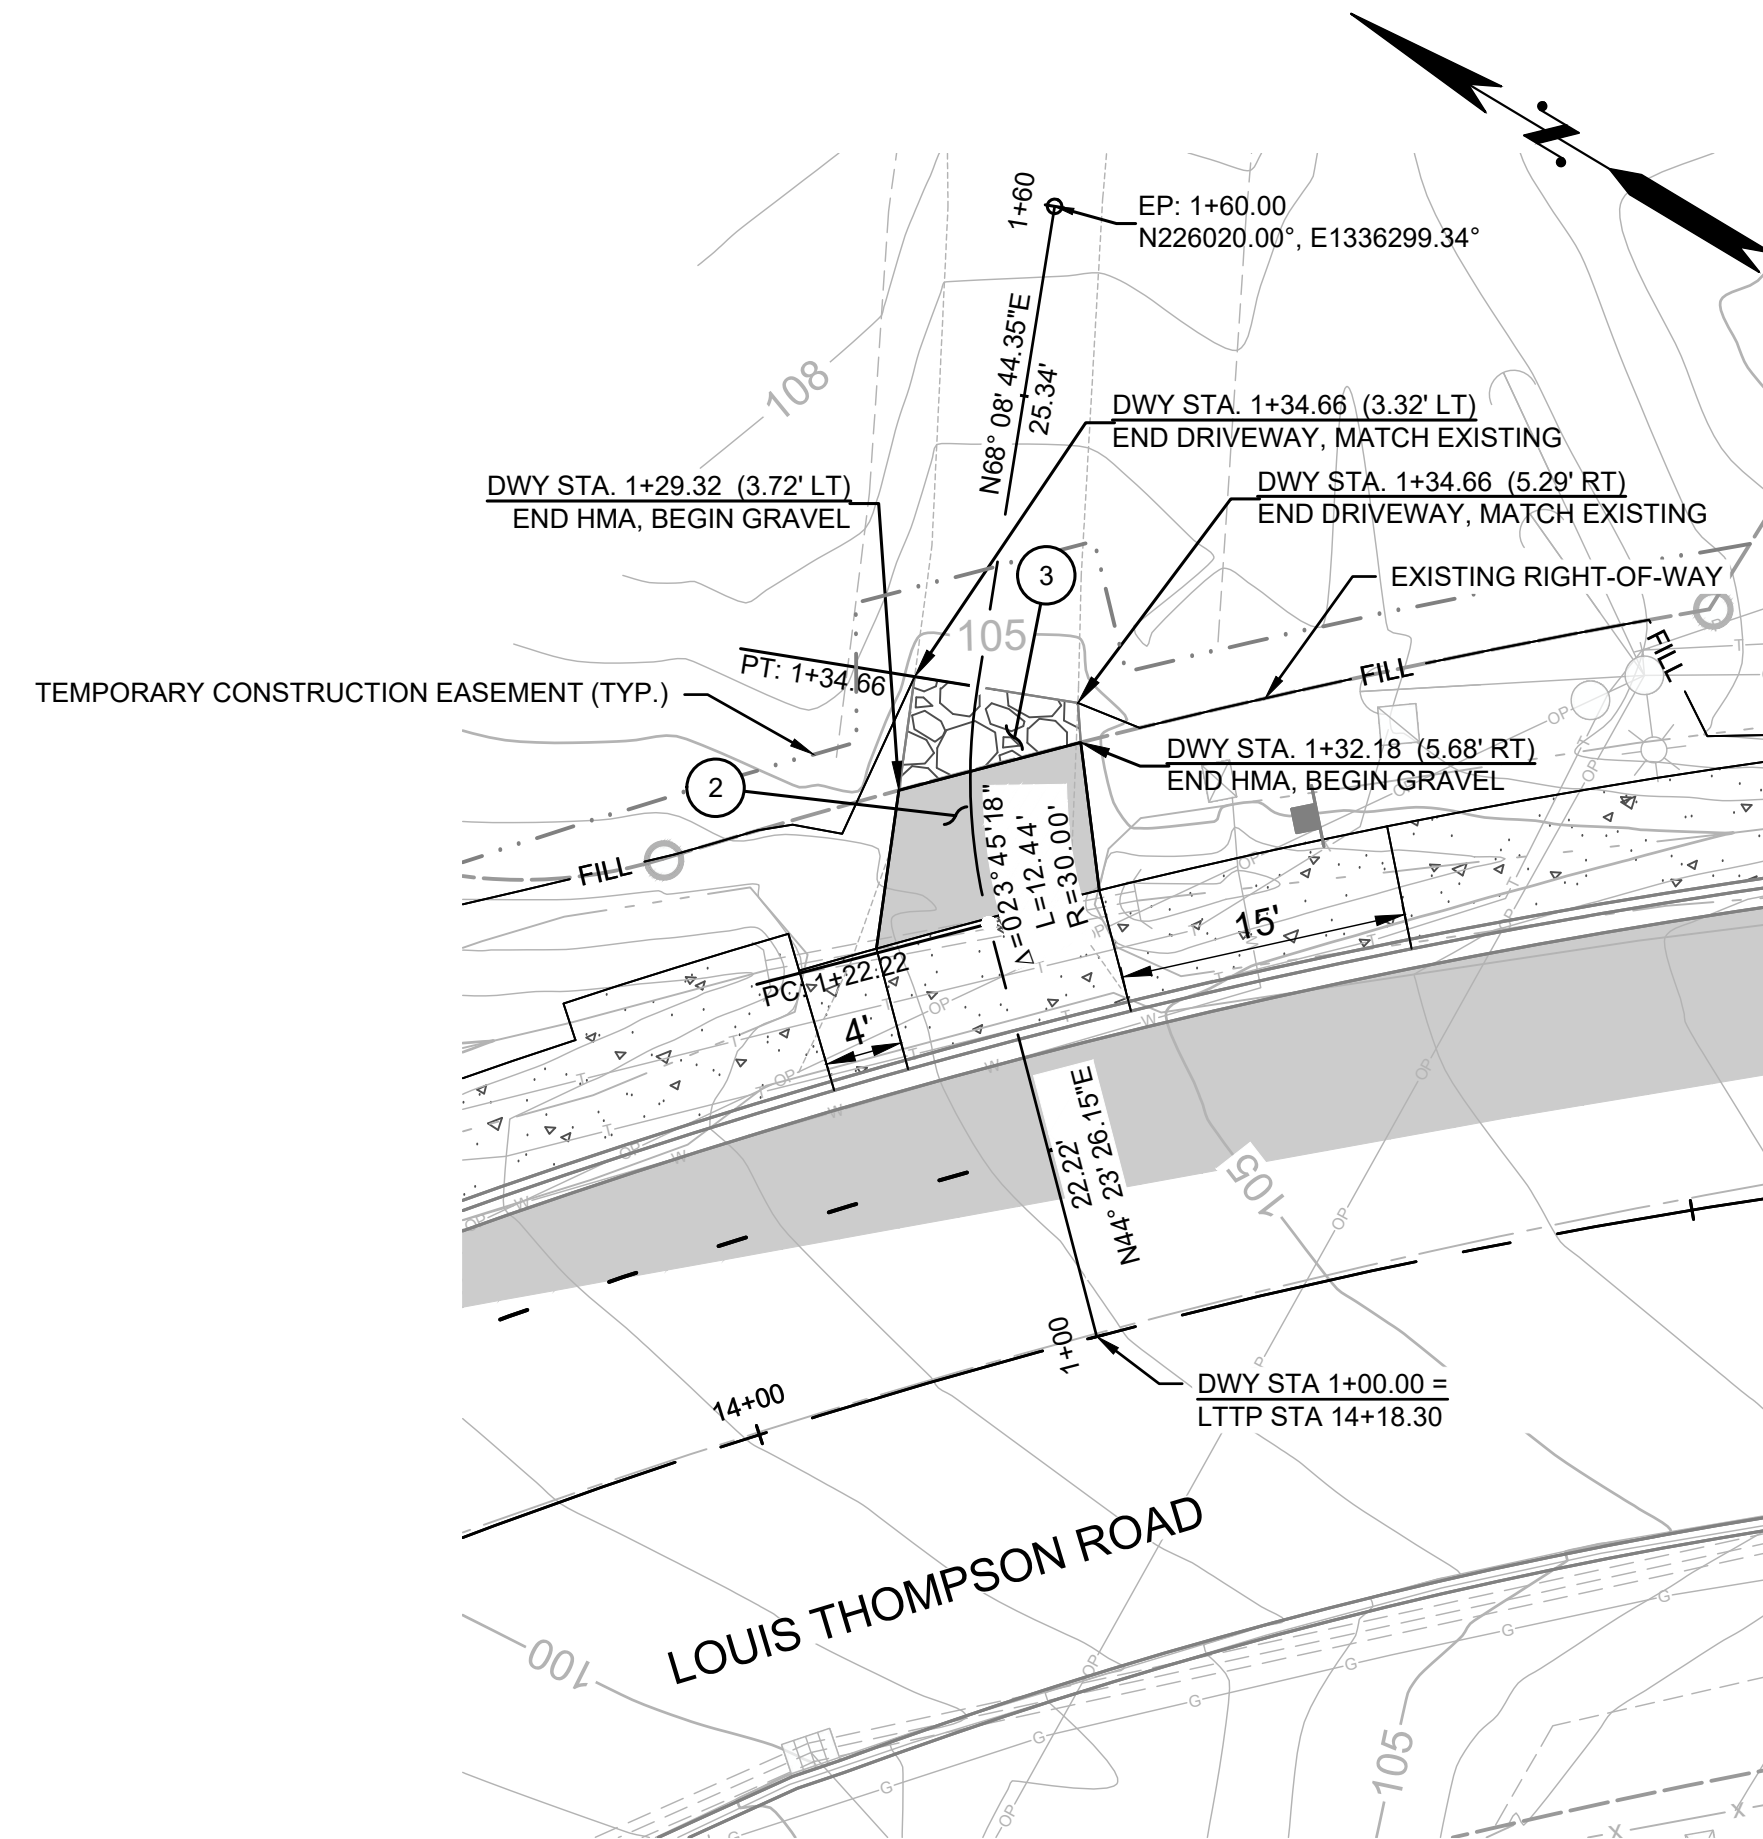 1+60
EP: 1+60.00
N226020.00°, E1336299.34°
N68° 08' 44.35"E
25.34'
108
DWY STA. 1+34.66 (3.32' LT)
END DRIVEWAY, MATCH EXISTING
DWY STA. 1+29.32 (3.72' LT)
END HMA, BEGIN GRAVEL
DWY STA. 1+34.66 (5.29' RT)
END DRIVEWAY, MATCH EXISTING
3
EXISTING RIGHT-OF-WAY
105
PT: 1+34.66
FILL
FILL
TEMPORARY CONSTRUCTION EASEMENT (TYP.)
DWY STA. 1+32.18 (5.68' RT)
END HMA, BEGIN GRAVEL
2
FILL
Δ=023°45'18"
L=12.44'
R=30.00'
15'
PC: 1+22.22
4'
22.22'
N44° 23' 26.15"E
105
1+00
14+00
DWY STA 1+00.00 =
LTTP STA 14+18.30
LOUIS THOMPSON ROAD
100
105